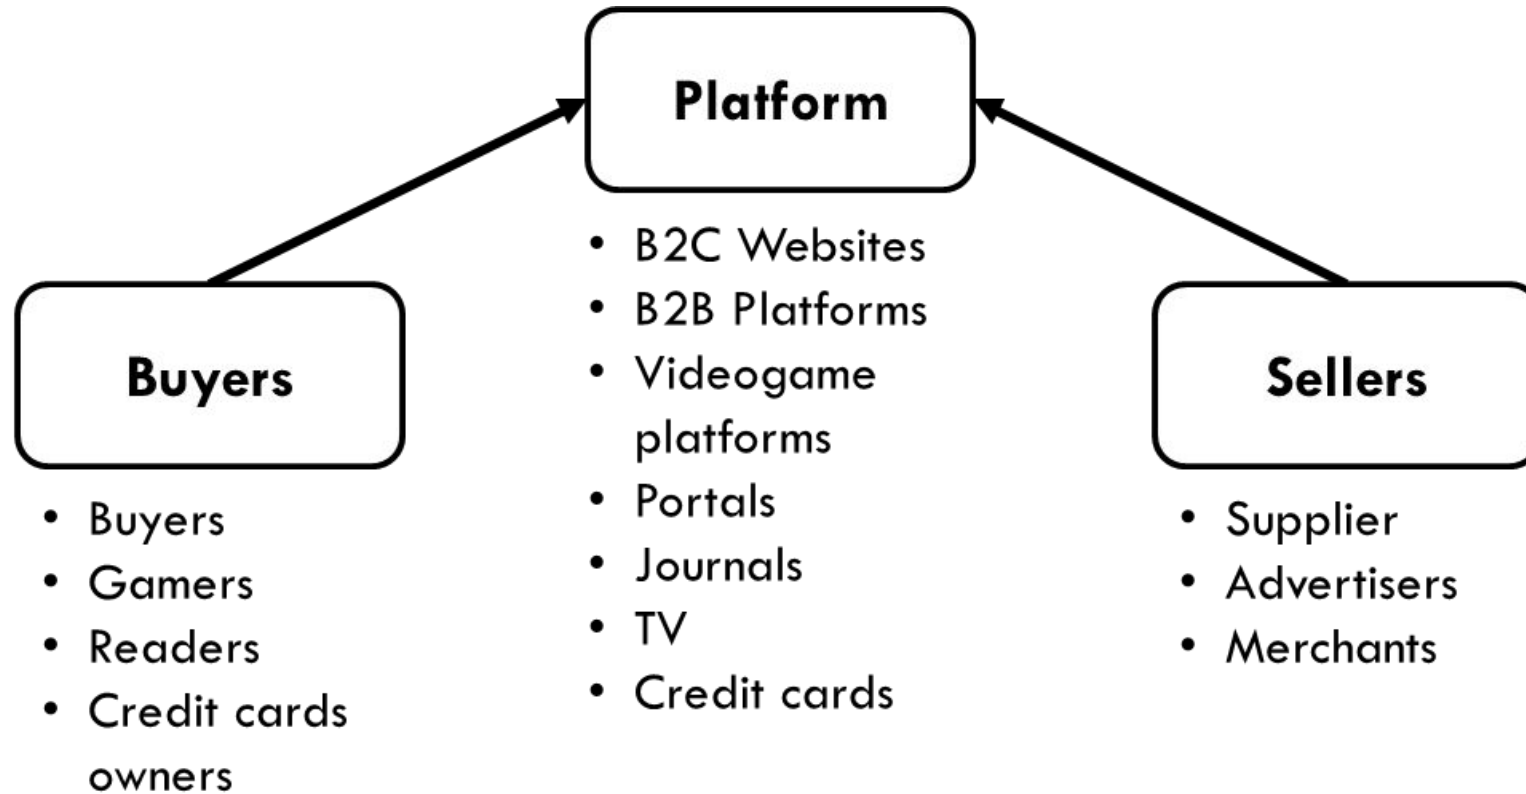 Platform
• B2C Websites
• B2B Platforms
• Videogame
platforms
• Portals
• Journals
• TV
• Credit cards
Buyers
• Buyers
• Gamers
• Readers
• Credit cards
owners
Sellers
• Supplier
• Advertisers
• Merchants